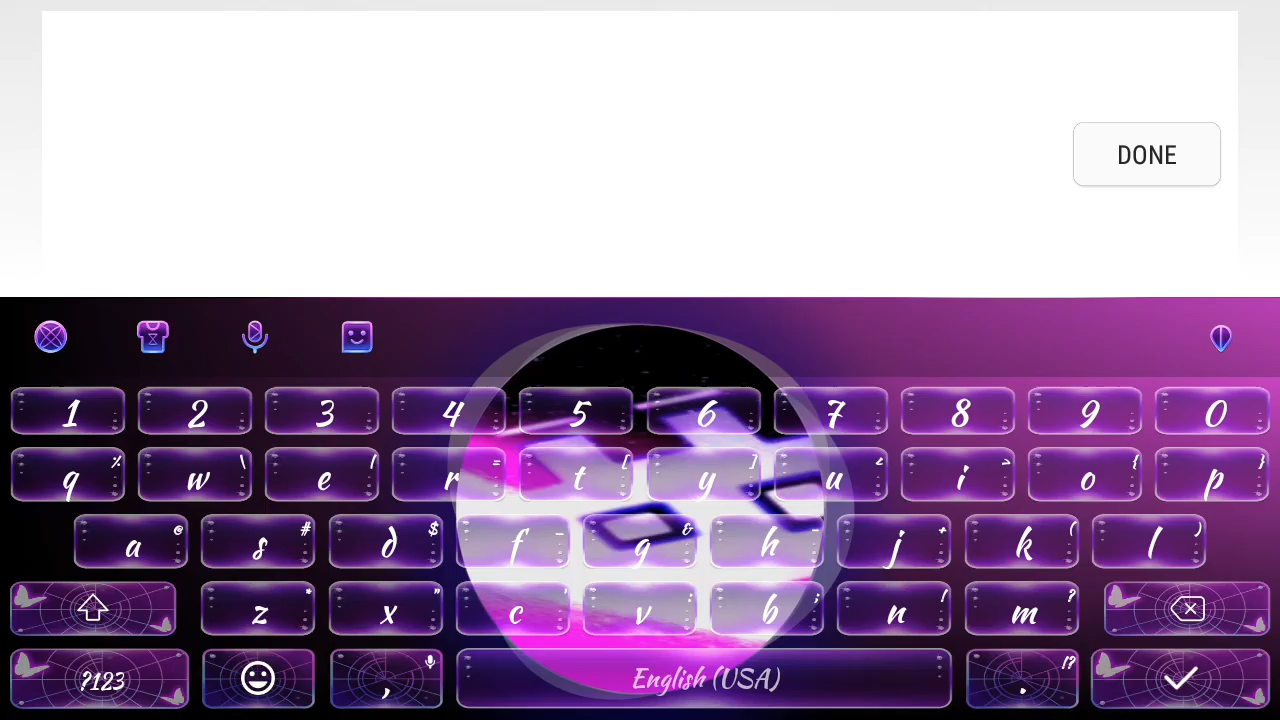 DONE
1 2 3 4 5 6 7 8 9 0
q % w \ e | r = t [ y ] u < i > o { p }
a @ s # d $ f _ g & h - j + k ( l )
z * x " c ' v : b ; n ! m ?
?123 , English (USA) . !?